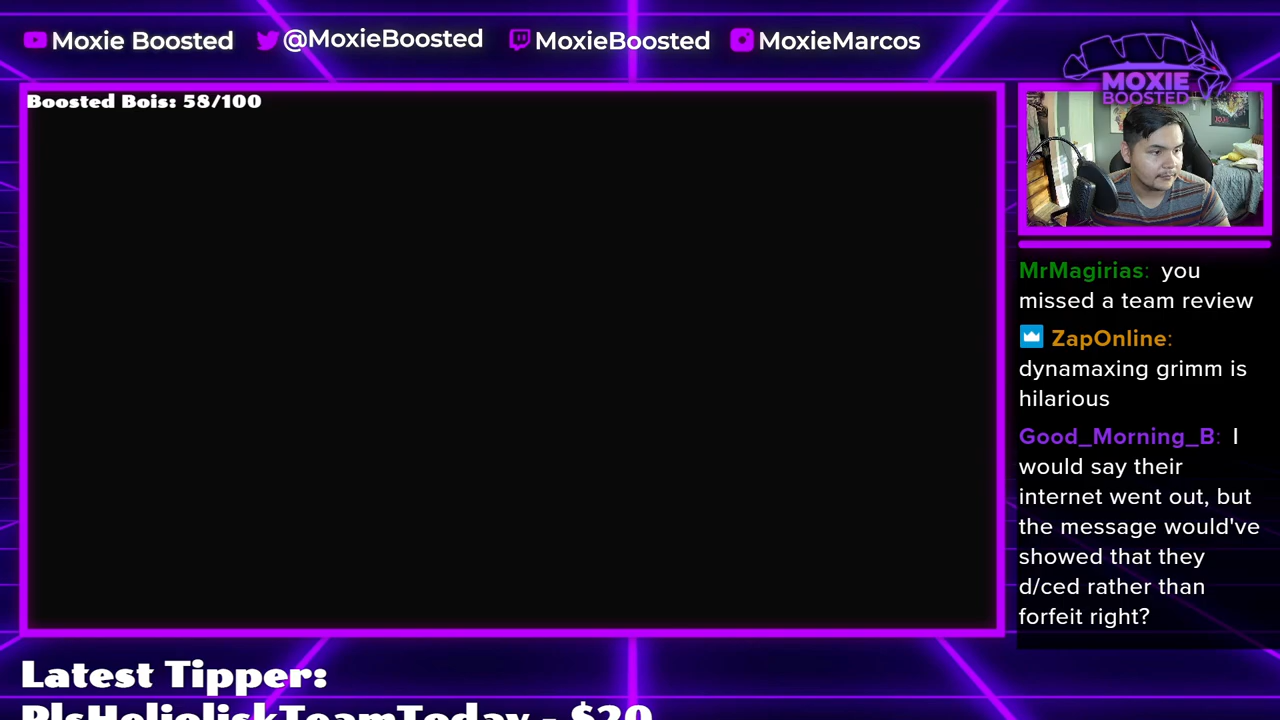 Moxie Boosted @MoxieBoosted MoxieBoosted MoxieMarcos
MOXIE
BOOSTED
Boosted Bois: 58/100
MrMagirias: you
missed a team review
ZapOnline:
dynamaxing grimm is
hilarious
Good_Morning_B: I
would say their
internet went out, but
the message would've
showed that they
d/ced rather than
forfeit right?
Latest Tipper:
PlsHelioliskTeamToday - $20